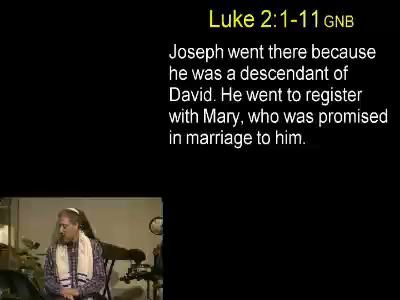 Luke 2:1-11 GNB
Joseph went there because
he was a descendant of
David. He went to register
with Mary, who was promised
in marriage to him.